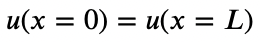 u(x = 0) = u(x = L)